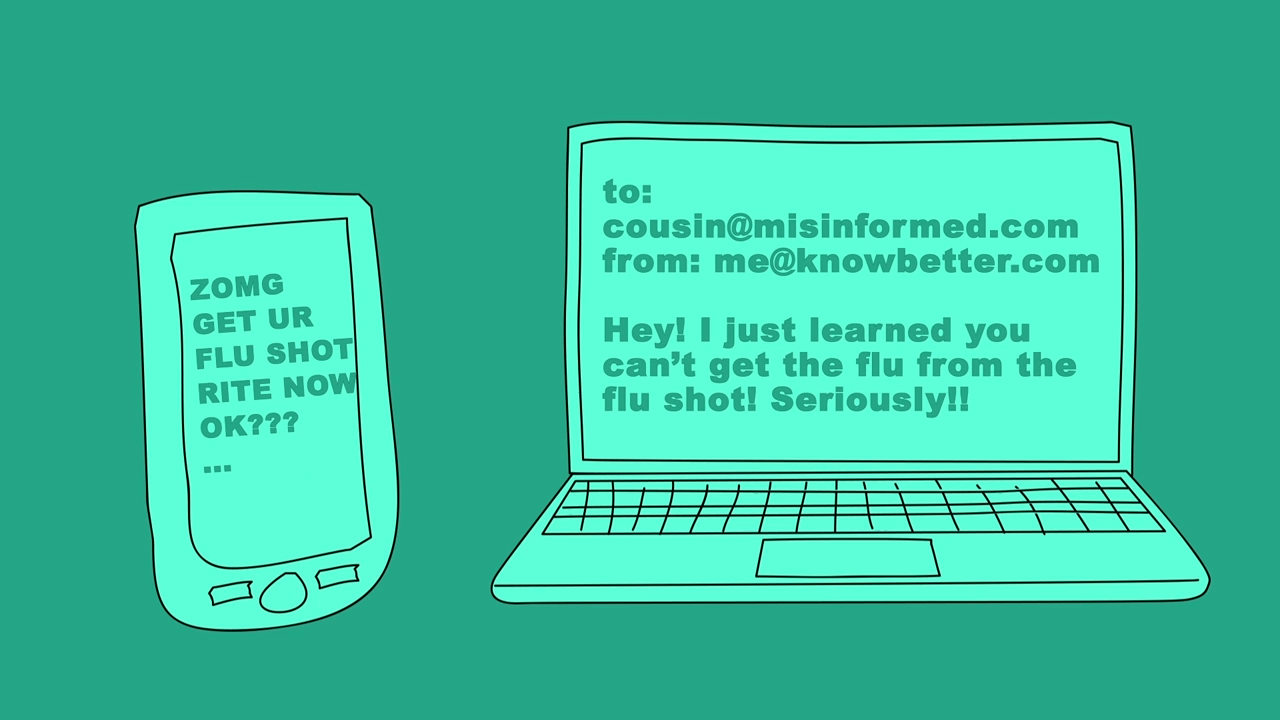 ZOMG
GET UR
FLU SHOT
RITE NOW
OK???
...
to:
cousin@misinformed.com
from: me@knowbetter.com
Hey! I just learned you
can’t get the flu from the
flu shot! Seriously!!